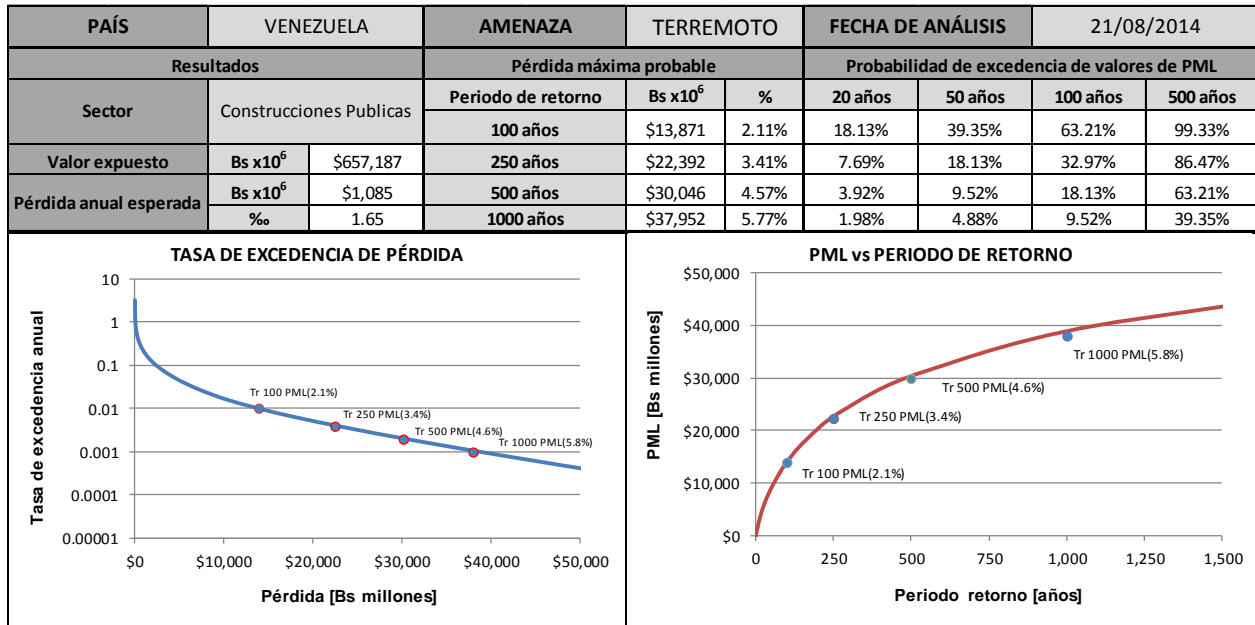 PAÍS VENEZUELA AMENAZA TERREMOTO FECHA DE ANÁLISIS 21/08/2014
Resultados Pérdida máxima probable Probabilidad de excedencia de valores de PML
Sector Construcciones Publicas Periodo de retorno Bs x10⁶ % 20 años 50 años 100 años 500 años
100 años $13,871 2.11% 18.13% 39.35% 63.21% 99.33%
Valor expuesto Bs x10⁶ $657,187 250 años $22,392 3.41% 7.69% 18.13% 32.97% 86.47%
Pérdida anual esperada Bs x10⁶ $1,085 500 años $30,046 4.57% 3.92% 9.52% 18.13% 63.21%
‰ 1.65 1000 años $37,952 5.77% 1.98% 4.88% 9.52% 39.35%
TASA DE EXCEDENCIA DE PÉRDIDA
Tasa de excedencia anual
10
1
0.1
0.01
0.001
0.0001
0.00001
Tr 100 PML(2.1%)
Tr 250 PML(3.4%)
Tr 500 PML(4.6%)
Tr 1000 PML(5.8%)
$0 $10,000 $20,000 $30,000 $40,000 $50,000
Pérdida [Bs millones]
PML vs PERIODO DE RETORNO
PML [Bs millones]
$50,000
$40,000
$30,000
$20,000
$10,000
$0
Tr 1000 PML(5.8%)
Tr 500 PML(4.6%)
Tr 250 PML(3.4%)
Tr 100 PML(2.1%)
0 250 500 750 1,000 1,250 1,500
Periodo retorno [años]